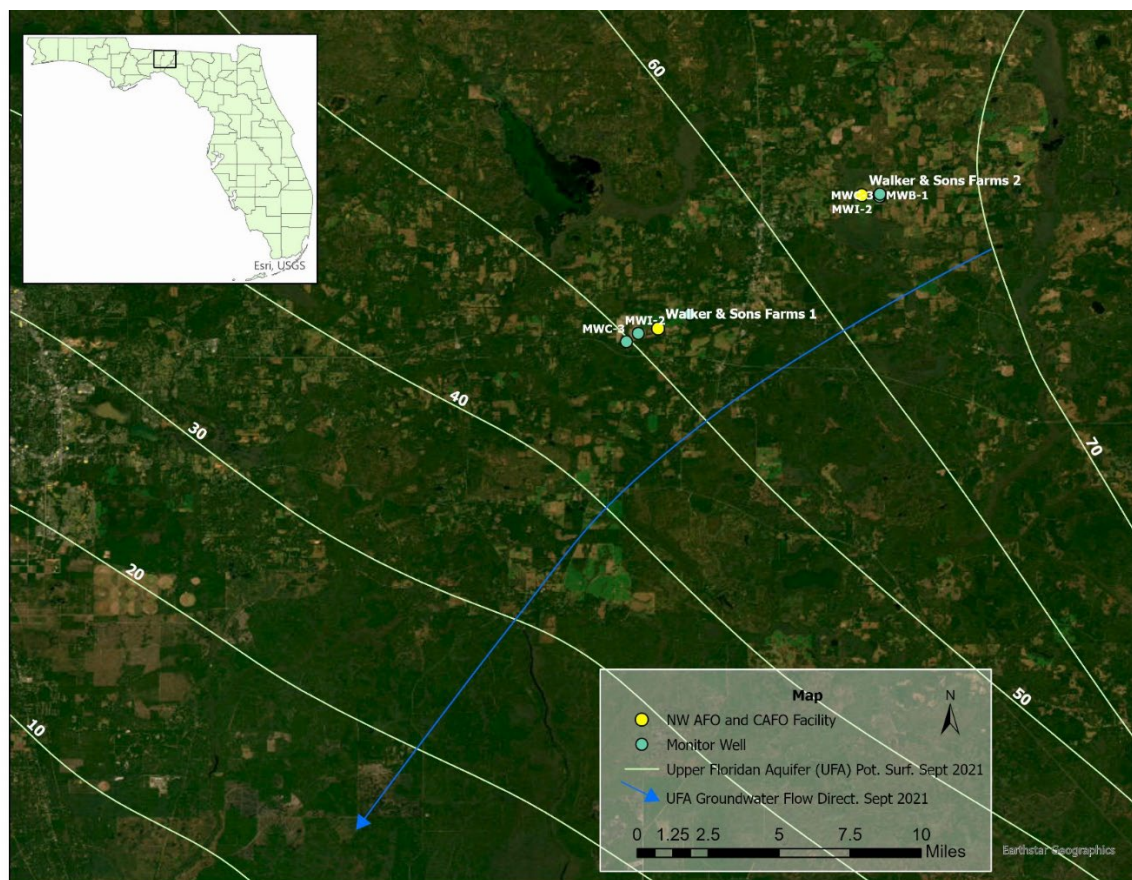 Esri, USGS
60
Walker & Sons Farms 2
MWC-3 MWB-1
MWI-2
MWI-2 Walker & Sons Farms 1
MWC-3
40
30
70
20
50
10
Map
N
NW AFO and CAFO Facility
Monitor Well
Upper Floridan Aquifer (UFA) Pot. Surf. Sept 2021
UFA Groundwater Flow Direct. Sept 2021
0 1.25 2.5 5 7.5 10
Miles
Earthstar Geographics